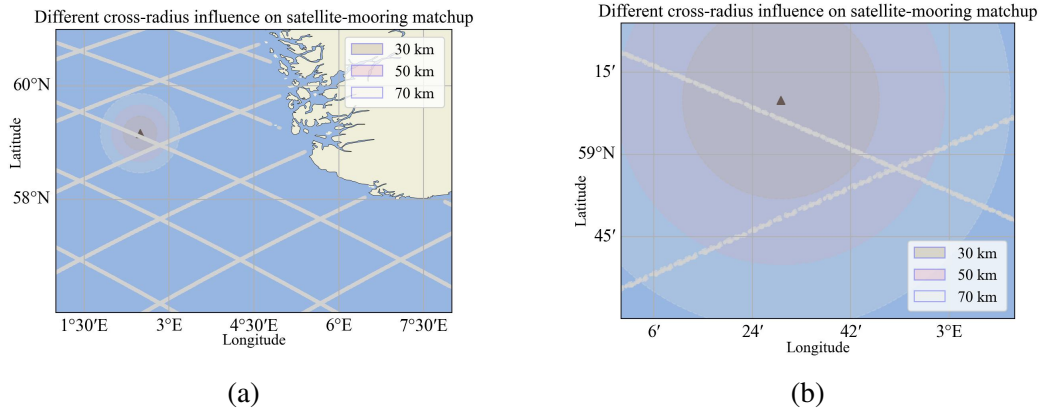 Different cross-radius influence on satellite-mooring matchup
30 km
50 km
70 km
60°N
58°N
Latitude
1°30′E 3°E 4°30′E 6°E 7°30′E
Longitude
(a)
Different cross-radius influence on satellite-mooring matchup
15′
59°N
45′
Latitude
30 km
50 km
70 km
6′ 24′ 42′ 3°E
Longitude
(b)